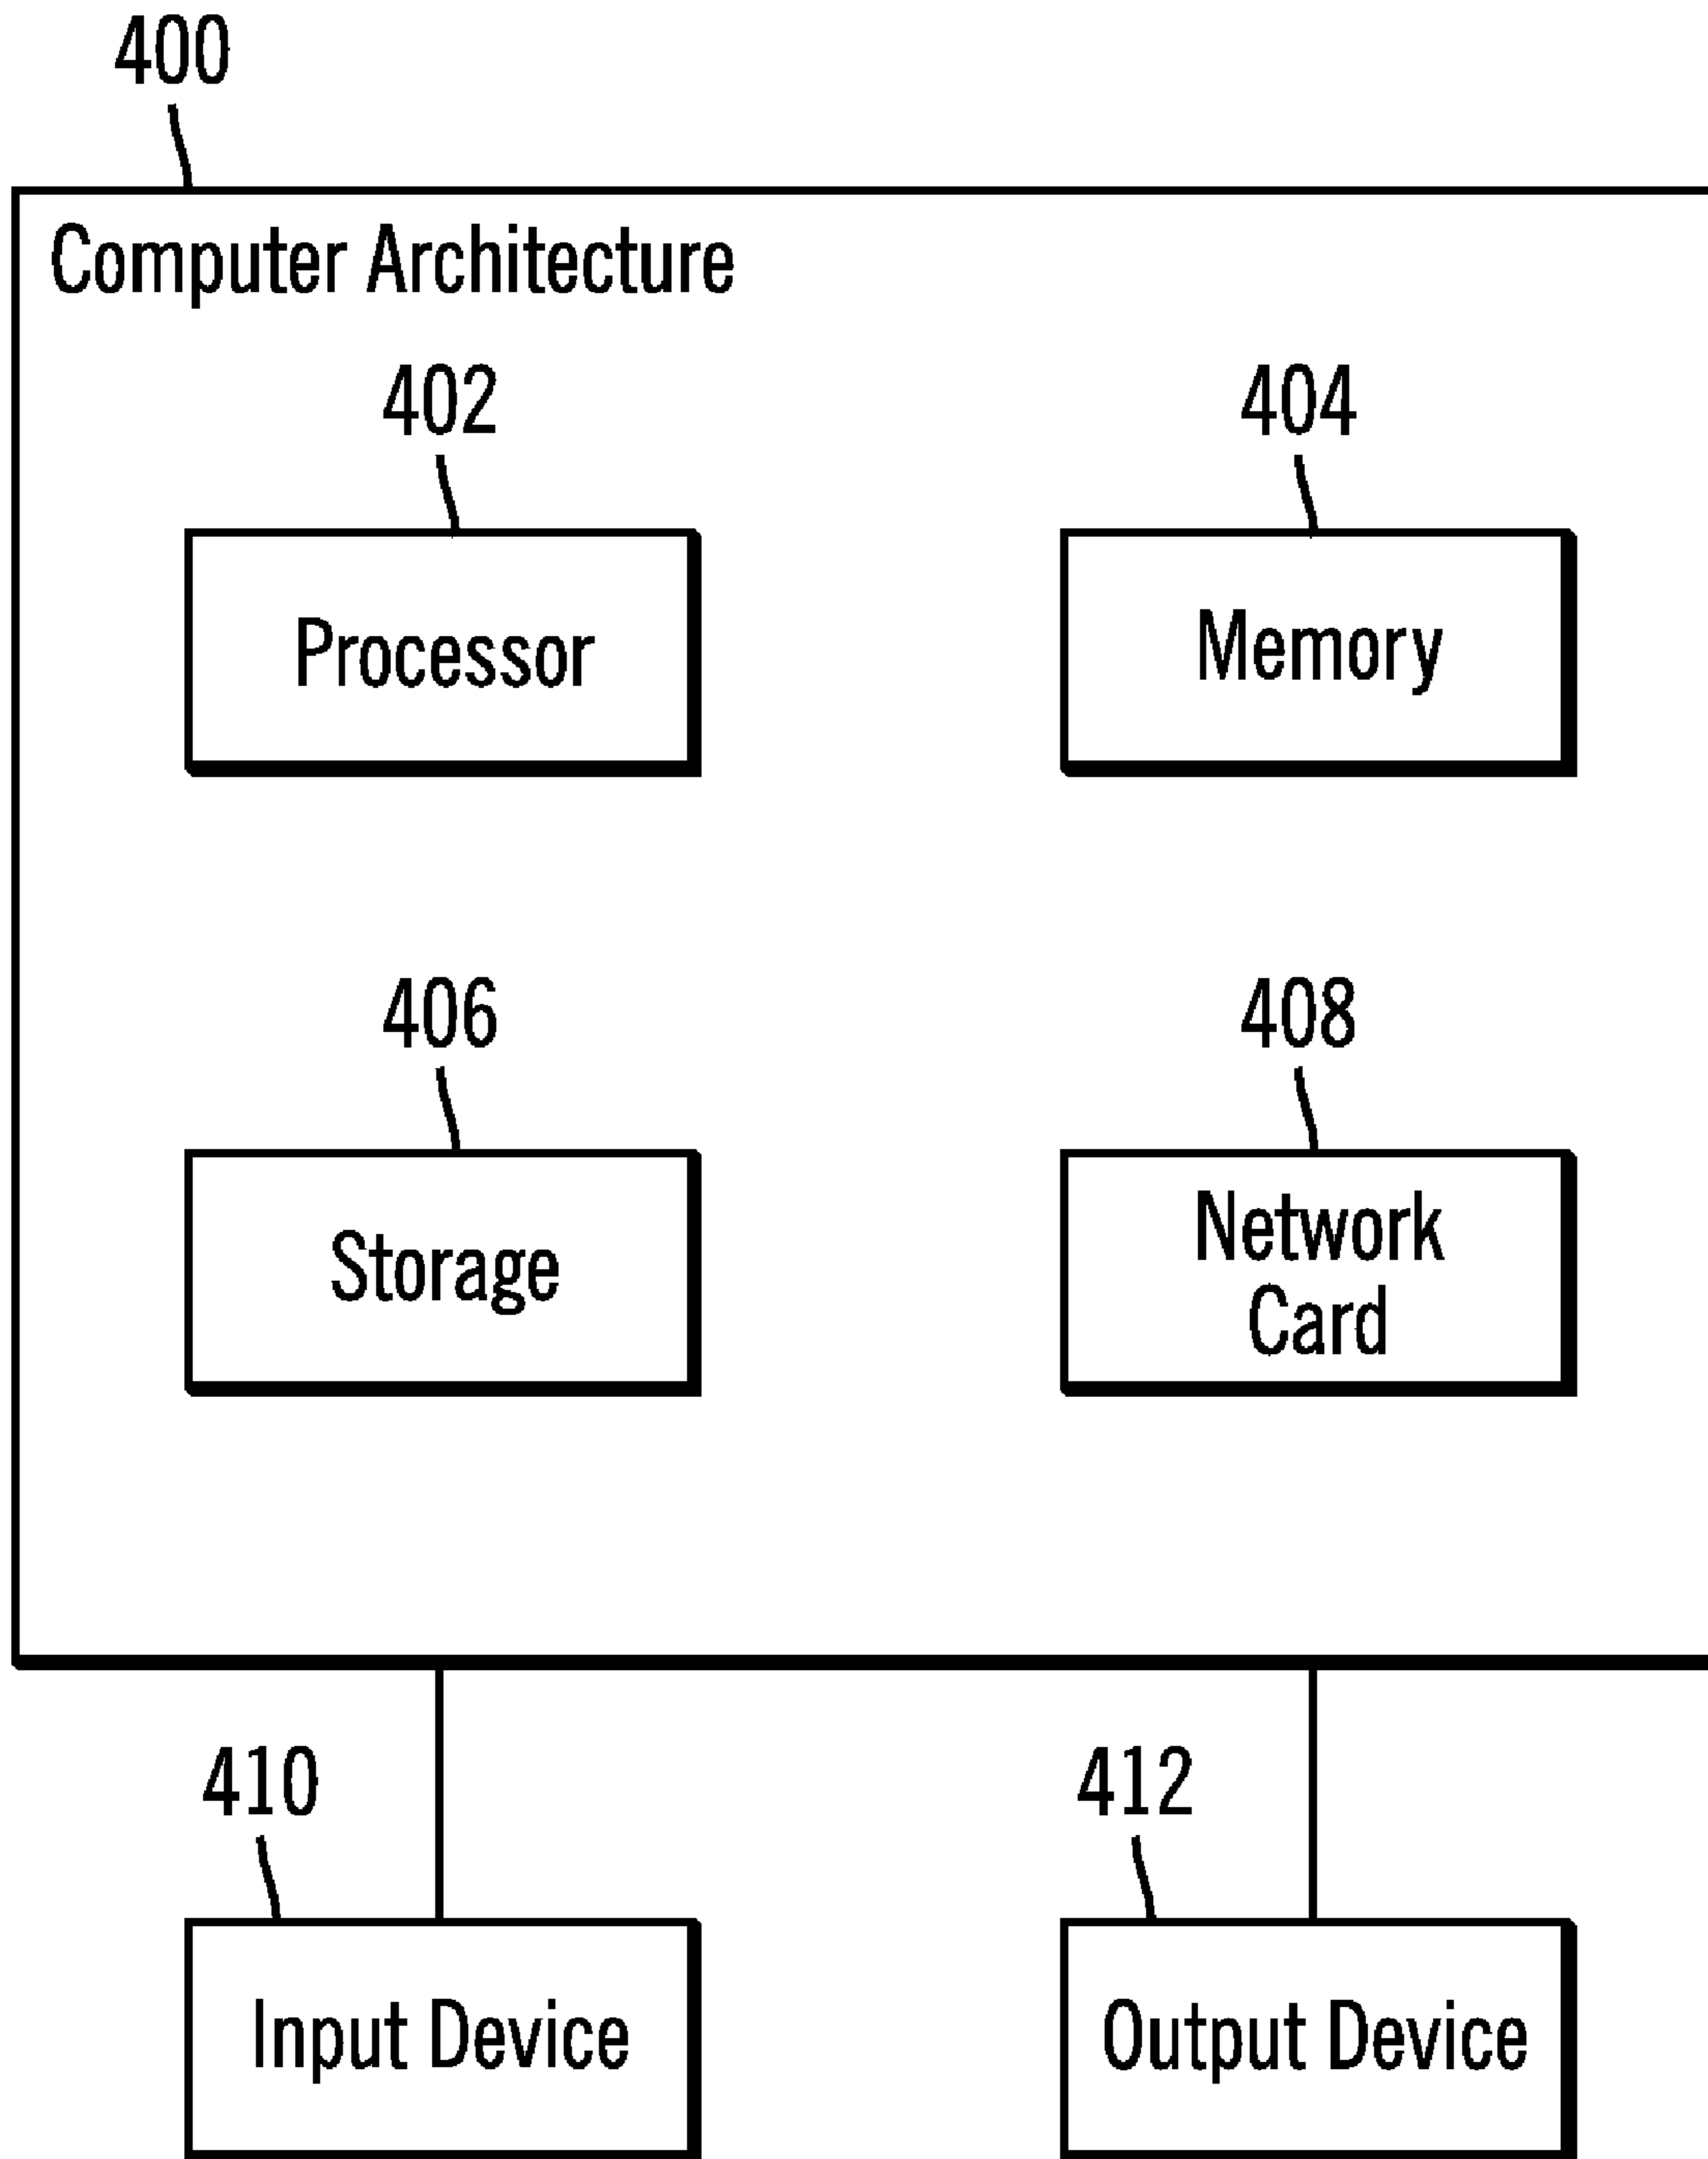 400
Computer Architecture
402
404
Processor
Memory
406
408
Storage
Network
Card
410
412
Input Device
Output Device